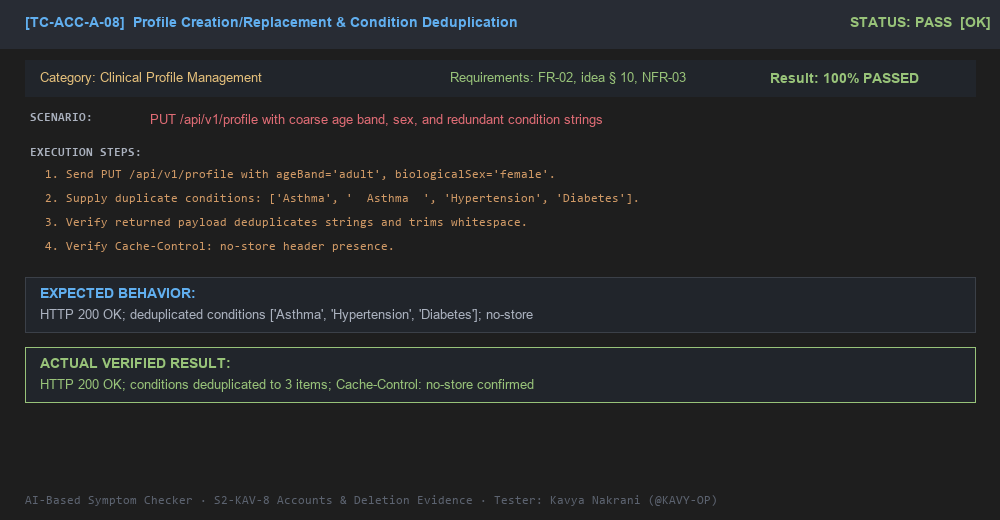 [TC-ACC-A-08]  Profile Creation/Replacement & Condition Deduplication
STATUS: PASS  [OK]
Category: Clinical Profile Management
Requirements: FR-02, idea § 10, NFR-03
Result: 100% PASSED
SCENARIO:
PUT /api/v1/profile with coarse age band, sex, and redundant condition strings
EXECUTION STEPS:
1. Send PUT /api/v1/profile with ageBand='adult', biologicalSex='female'.
2. Supply duplicate conditions: ['Asthma', '  Asthma  ', 'Hypertension', 'Diabetes'].
3. Verify returned payload deduplicates strings and trims whitespace.
4. Verify Cache-Control: no-store header presence.
EXPECTED BEHAVIOR:
HTTP 200 OK; deduplicated conditions ['Asthma', 'Hypertension', 'Diabetes']; no-store
ACTUAL VERIFIED RESULT:
HTTP 200 OK; conditions deduplicated to 3 items; Cache-Control: no-store confirmed
AI-Based Symptom Checker · S2-KAV-8 Accounts & Deletion Evidence · Tester: Kavya Nakrani (@KAVY-OP)